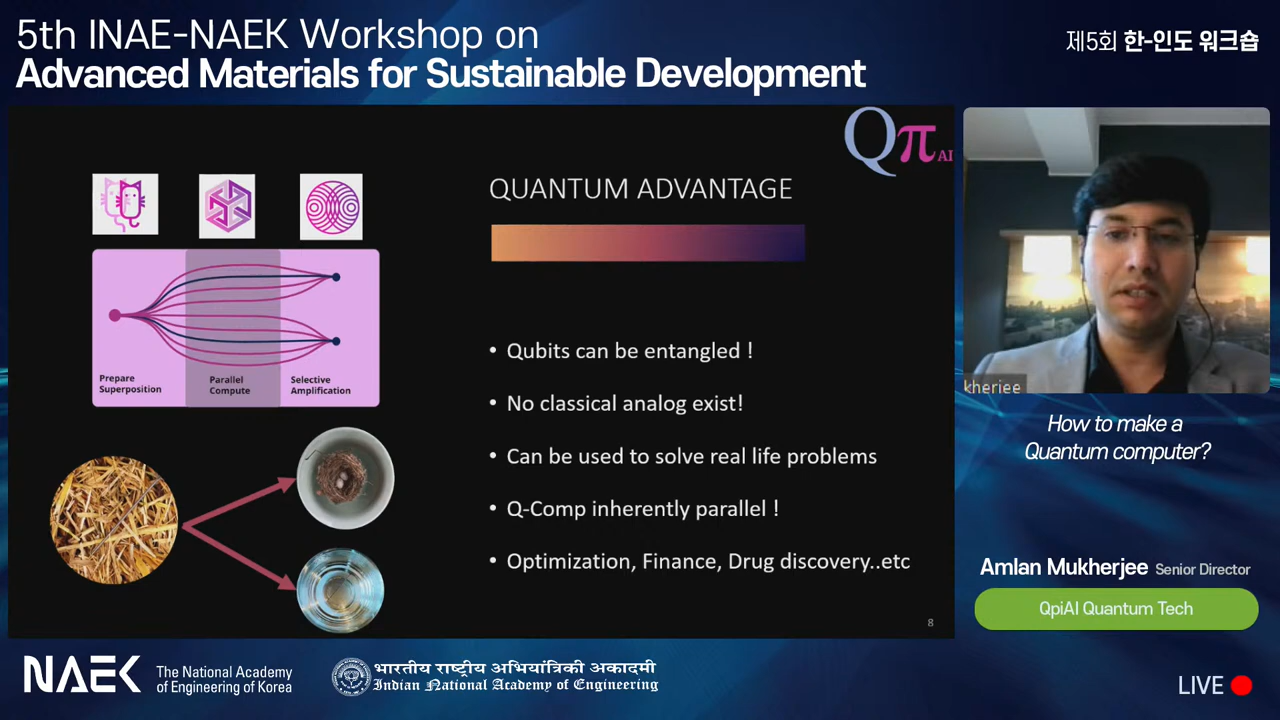 5th INAE-NAEK Workshop on
Advanced Materials for Sustainable Development
제5회 한-인도 워크숍
Qπ AI
QUANTUM ADVANTAGE
Prepare
Superposition
Parallel
Compute
Selective
Amplification
• Qubits can be entangled !
• No classical analog exist!
• Can be used to solve real life problems
• Q-Comp inherently parallel !
• Optimization, Finance, Drug discovery..etc
8
kherjee
How to make a
Quantum computer?
Amlan Mukherjee Senior Director
QpiAI Quantum Tech
NAEK
The National Academy
of Engineering of Korea
भारतीय राष्ट्रीय अभियांत्रिकी अकादमी
Indian National Academy of Engineering
LIVE